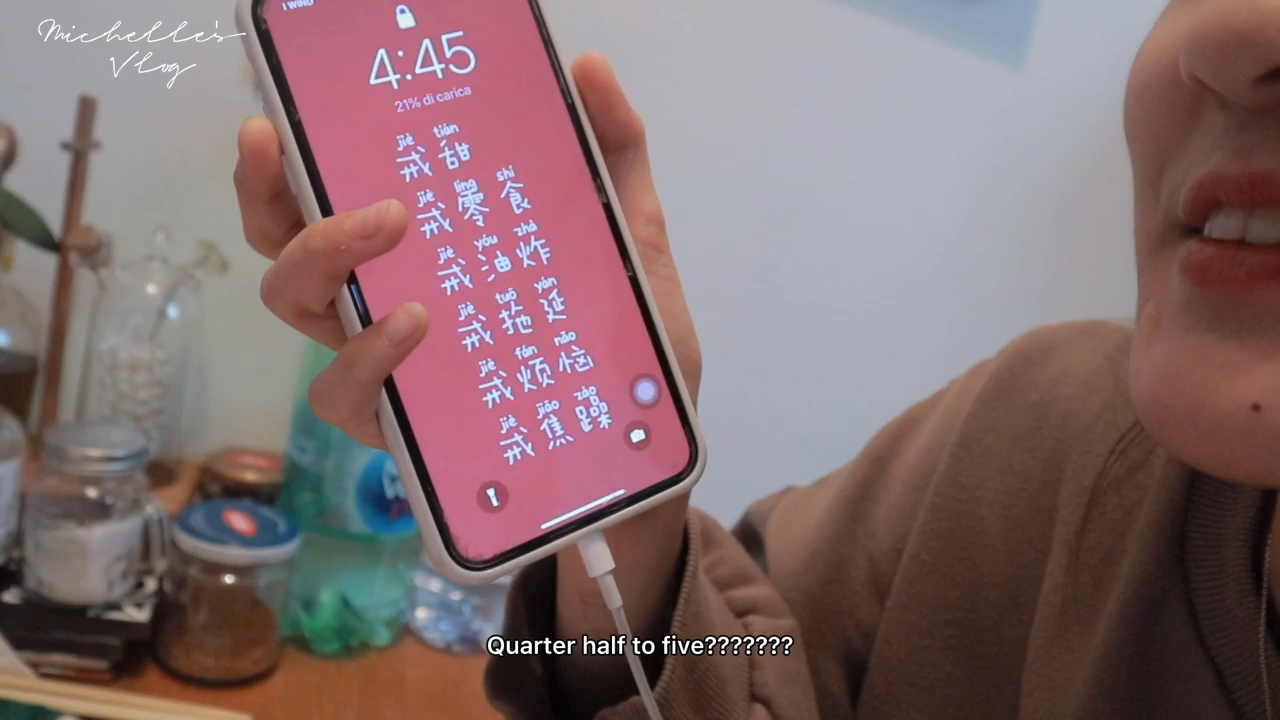 Michelle's
Vlog
I WIND
4:45
21% di carica
jiè tián
戒甜
jiè líng shí
戒零食
jiè yóu zhá
戒油炸
jiè tuō yán
戒拖延
jiè fán nǎo
戒烦恼
jiè jiāo zào
戒焦躁
Quarter half to five???????